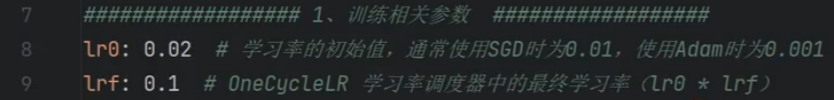 7 ################## 1、训练相关参数 ##################
8 lr0: 0.02 # 学习率的初始值，通常使用SGD时为0.01，使用Adam时为0.001
9 lrf: 0.1 # OneCycleLR 学习率调度器中的最终学习率（lr0 * lrf）